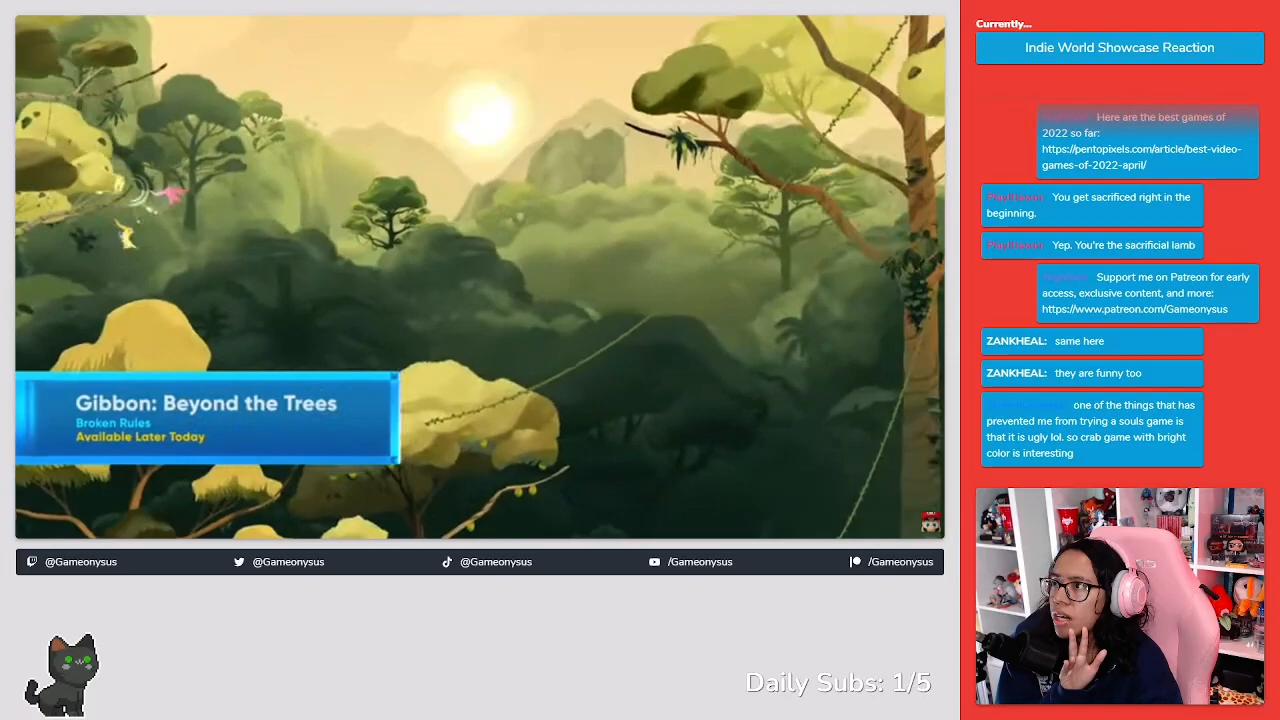 Currently...
Indie World Showcase Reaction
Here are the best games of
2022 so far:
https://pentopixels.com/article/best-video-
games-of-2022-april/
You get sacrificed right in the
beginning.
Yep. You're the sacrificial lamb
Support me on Patreon for early
access, exclusive content, and more:
https://www.patreon.com/Gameonysus
ZANKHEAL: same here
ZANKHEAL: they are funny too
one of the things that has
prevented me from trying a souls game is
that it is ugly lol. so crab game with bright
color is interesting
Gibbon: Beyond the Trees
Broken Rules
Available Later Today
@Gameonysus
@Gameonysus
@Gameonysus
/Gameonysus
/Gameonysus
Daily Subs: 1/5